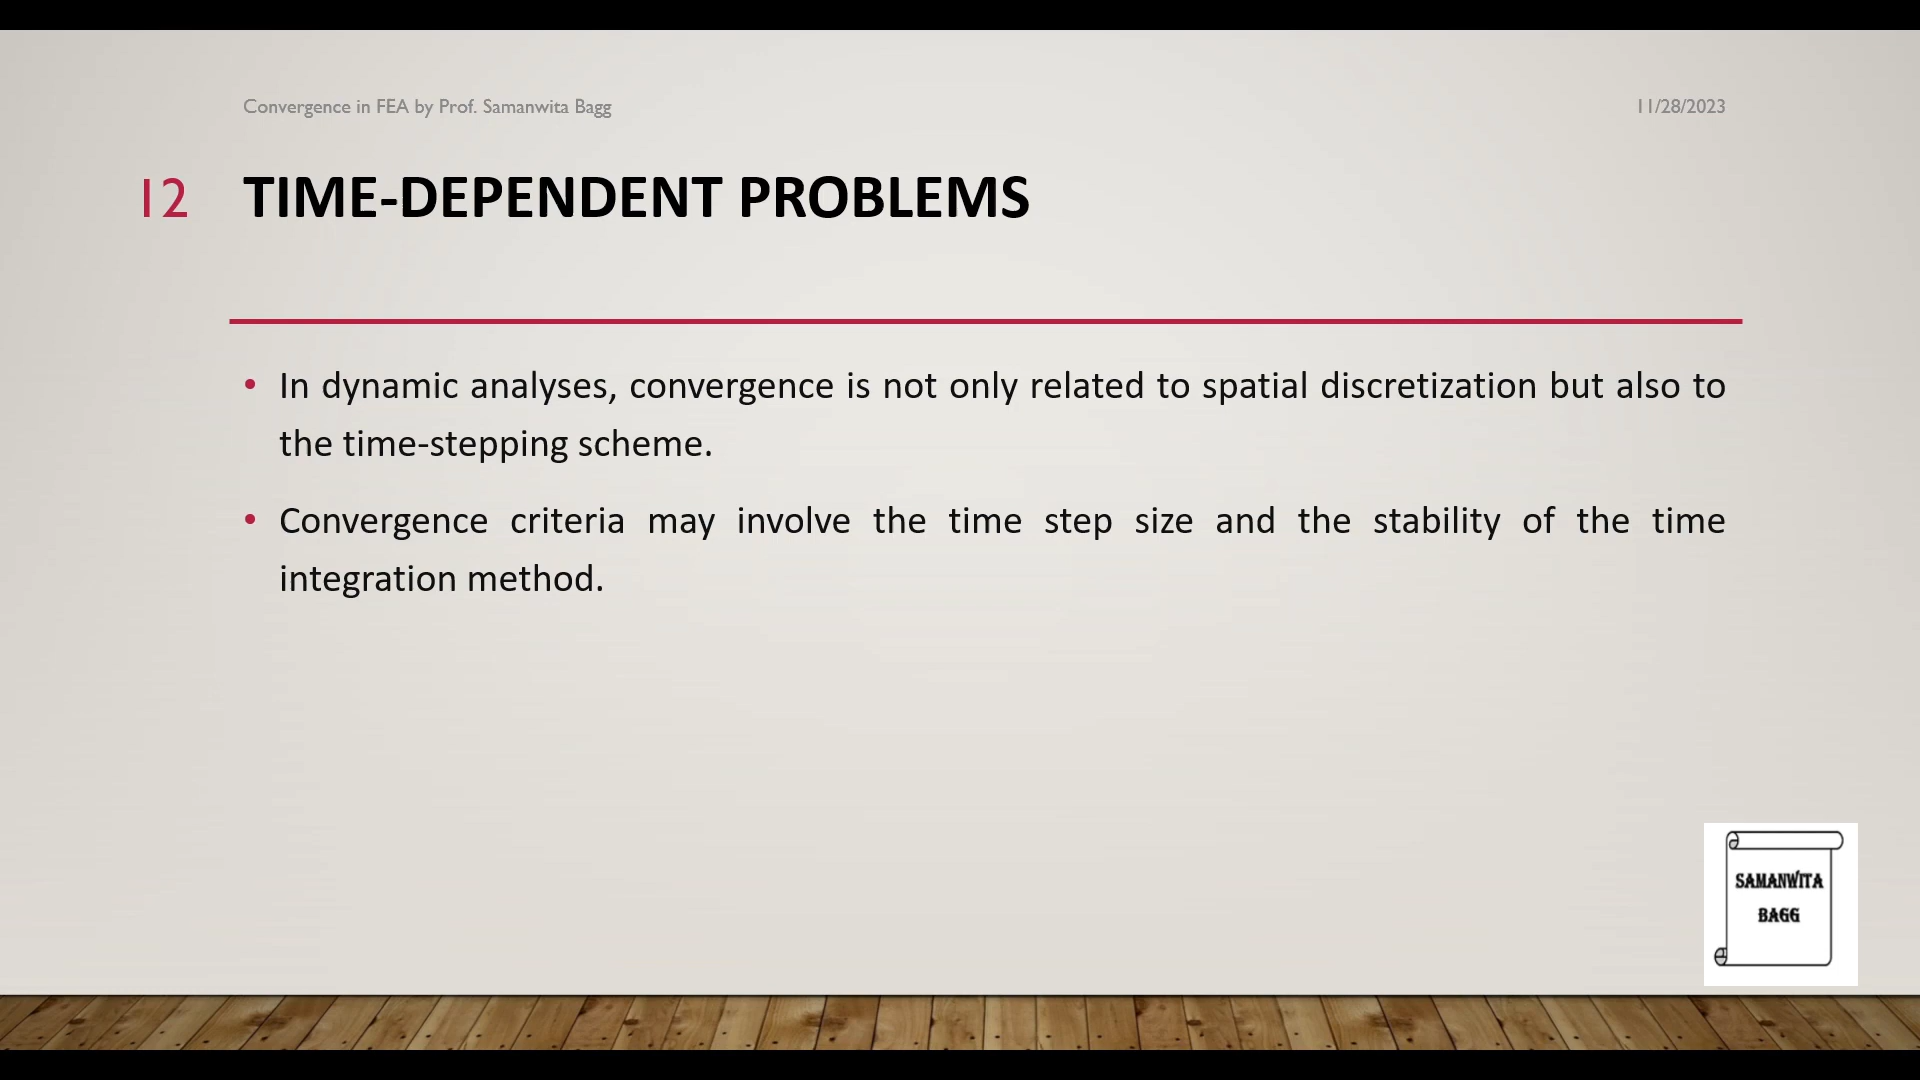 Convergence in FEA by Prof. Samanwita Bagg
11/28/2023
12
TIME-DEPENDENT PROBLEMS
• In dynamic analyses, convergence is not only related to spatial discretization but also to
the time-stepping scheme.
• Convergence criteria may involve the time step size and the stability of the time
integration method.
SAMANWITA
BAGG